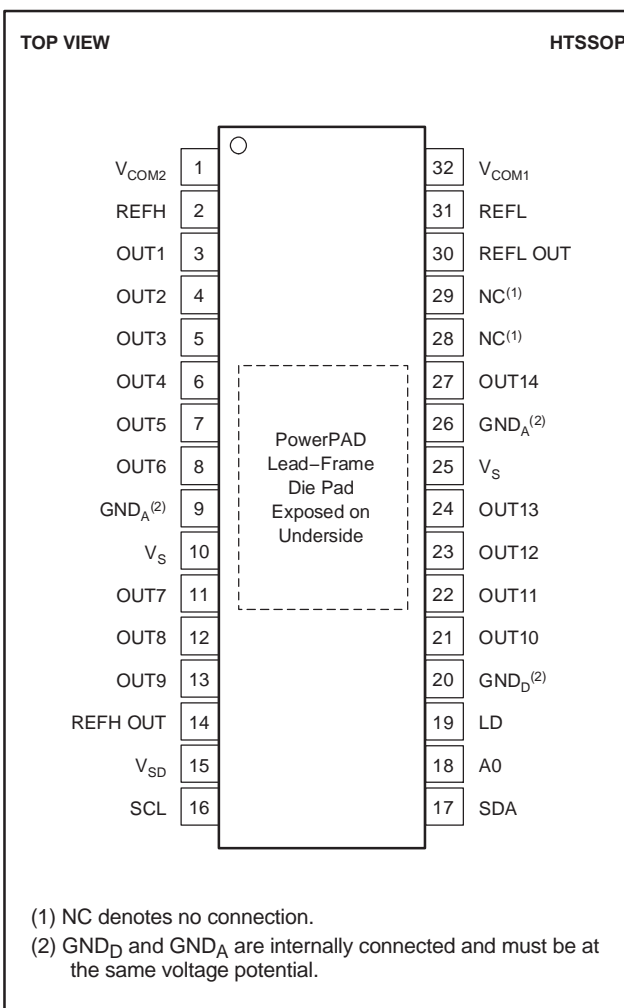 TOP VIEW HTSSOP
V_COM2 1 32 V_COM1
REFH 2 31 REFL
OUT1 3 30 REFL OUT
OUT2 4 29 NC(1)
OUT3 5 28 NC(1)
OUT4 6 27 OUT14
OUT5 7 26 GND_A(2)
OUT6 8 25 V_S
GND_A(2) 9 24 OUT13
V_S 10 23 OUT12
OUT7 11 22 OUT11
OUT8 12 21 OUT10
OUT9 13 20 GND_D(2)
REFH OUT 14 19 LD
V_SD 15 18 A0
SCL 16 17 SDA
PowerPAD
Lead−Frame
Die Pad
Exposed on
Underside
(1) NC denotes no connection.
(2) GND_D and GND_A are internally connected and must be at
the same voltage potential.